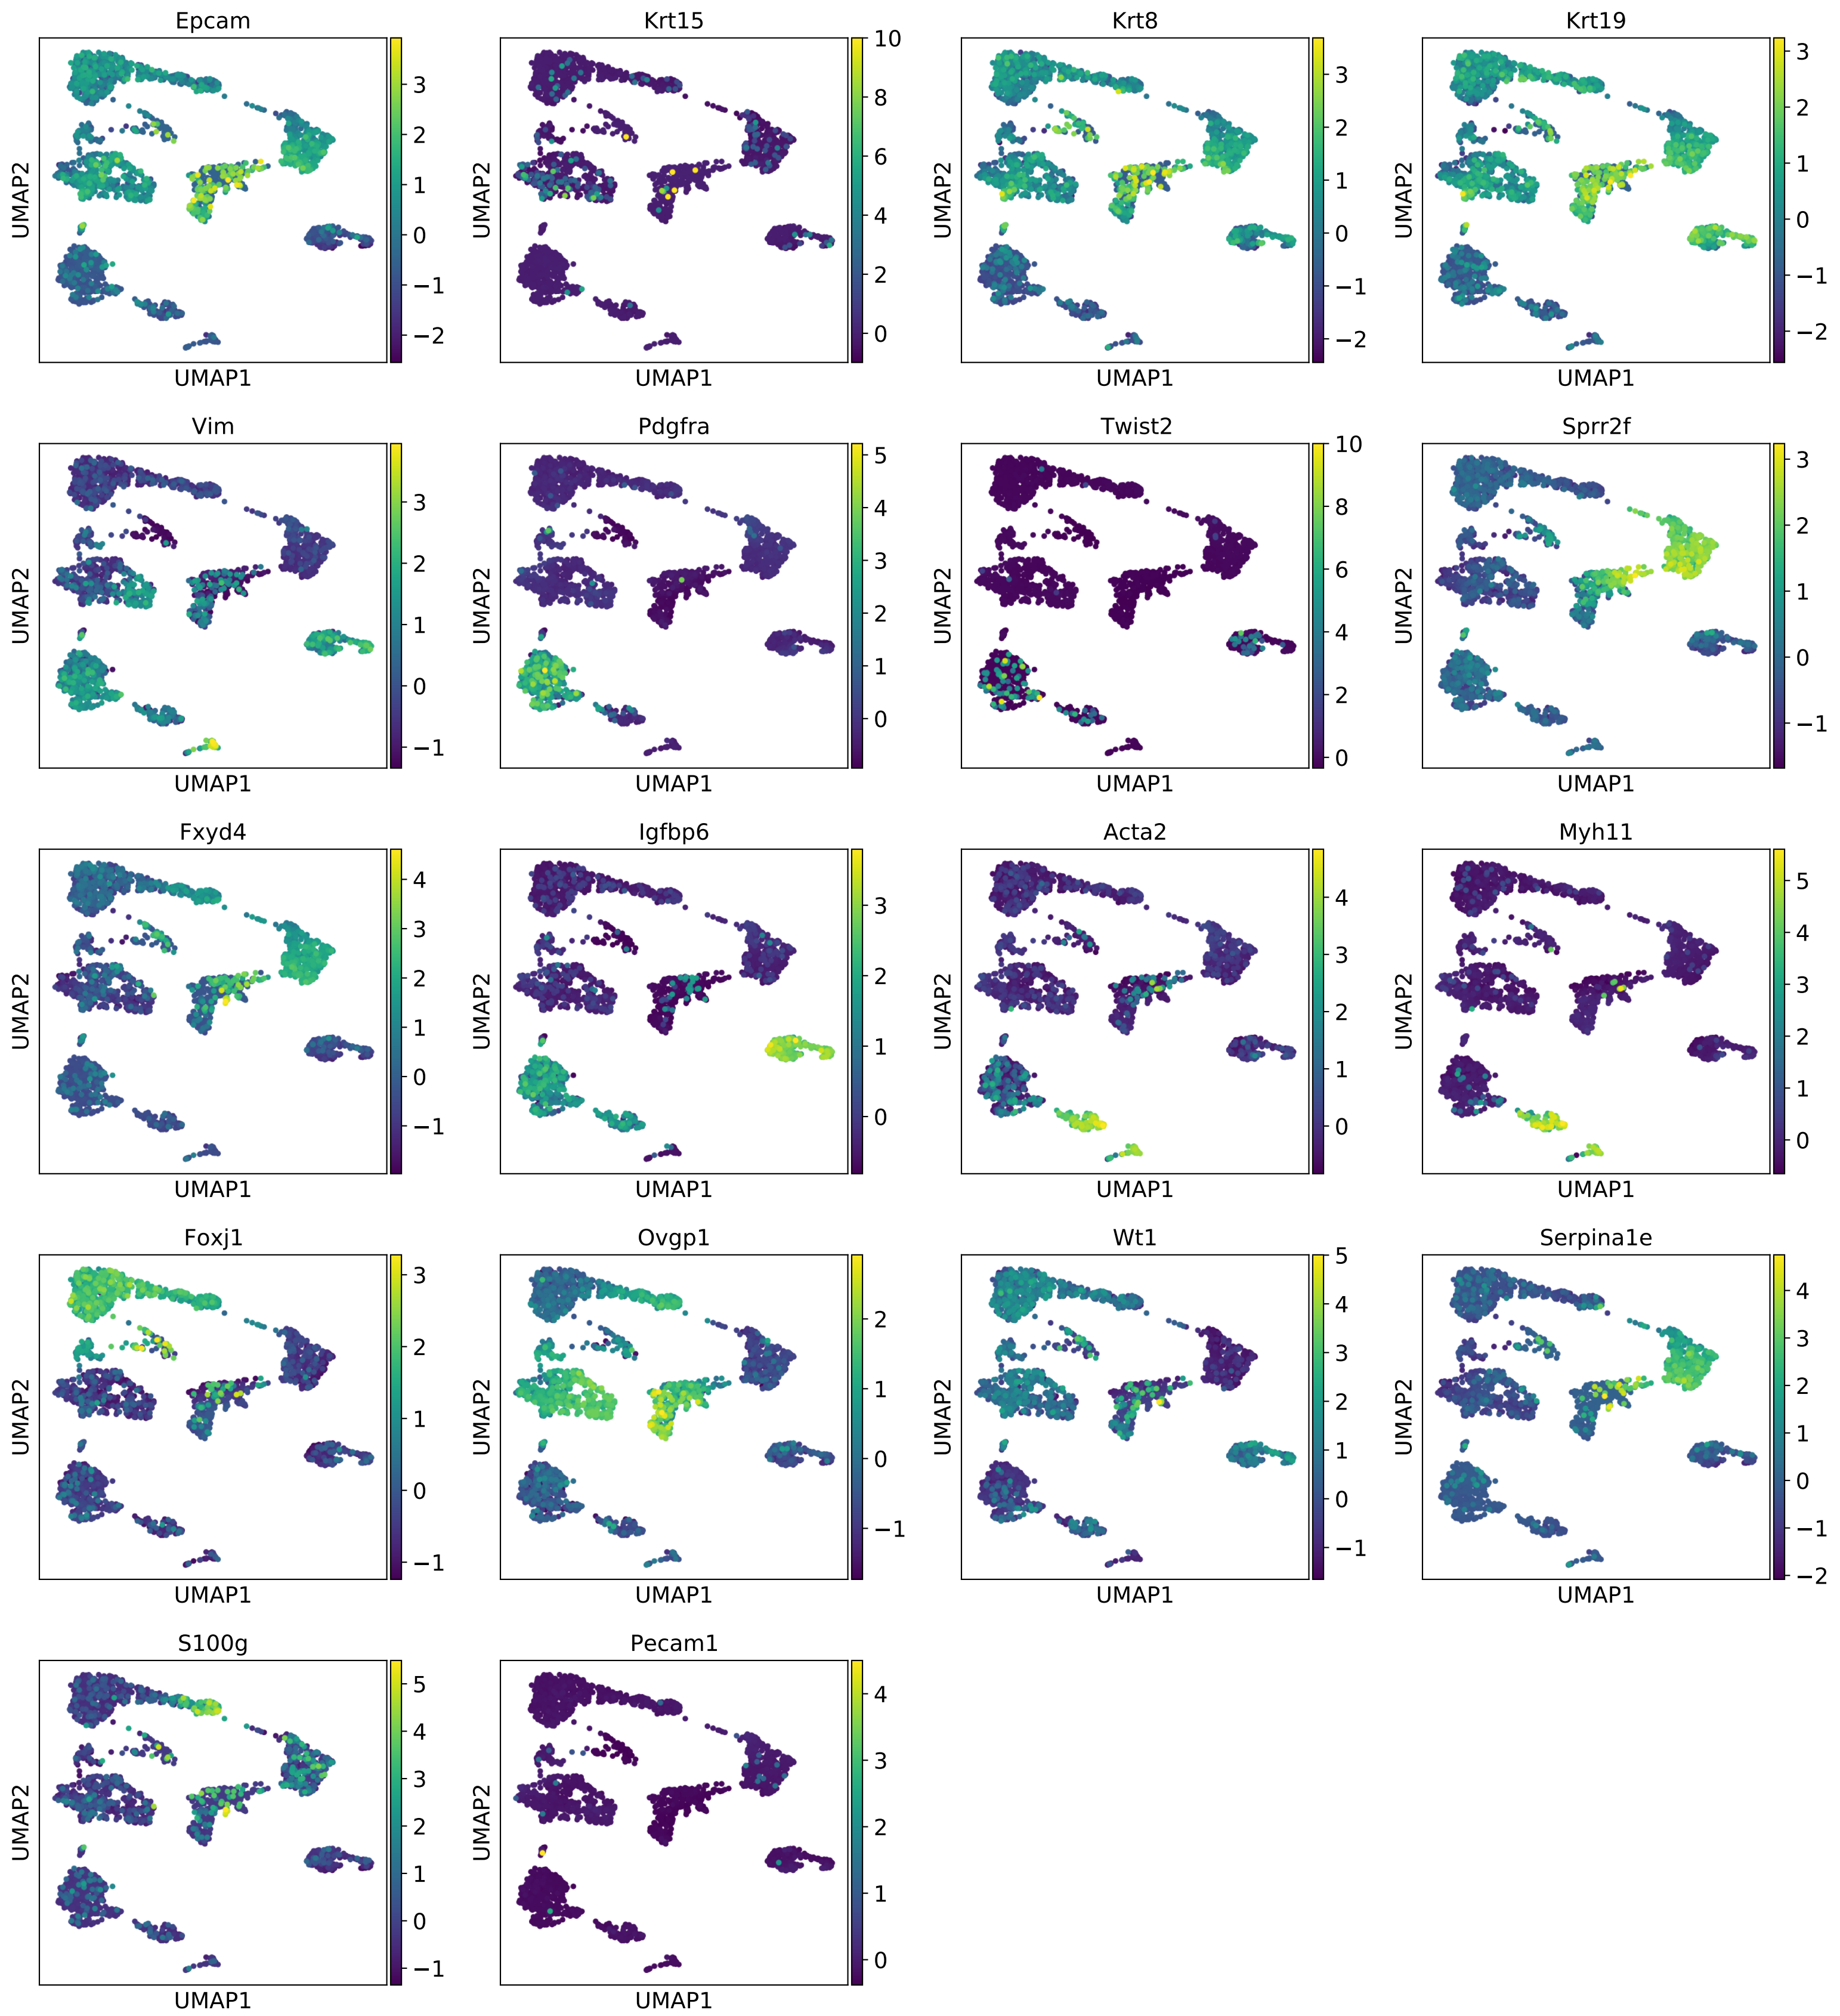 Epcam
UMAP2
UMAP1
3
2
1
0
−1
−2
Krt15
UMAP2
UMAP1
10
8
6
4
2
0
Krt8
UMAP2
UMAP1
3
2
1
0
−1
−2
Krt19
UMAP2
UMAP1
3
2
1
0
−1
−2
Vim
UMAP2
UMAP1
3
2
1
0
−1
Pdgfra
UMAP2
UMAP1
5
4
3
2
1
0
Twist2
UMAP2
UMAP1
10
8
6
4
2
0
Sprr2f
UMAP2
UMAP1
3
2
1
0
−1
Fxyd4
UMAP2
UMAP1
4
3
2
1
0
−1
Igfbp6
UMAP2
UMAP1
3
2
1
0
Acta2
UMAP2
UMAP1
4
3
2
1
0
Myh11
UMAP2
UMAP1
5
4
3
2
1
0
Foxj1
UMAP2
UMAP1
3
2
1
0
−1
Ovgp1
UMAP2
UMAP1
2
1
0
−1
Wt1
UMAP2
UMAP1
5
4
3
2
1
0
−1
Serpina1e
UMAP2
UMAP1
4
3
2
1
0
−1
−2
S100g
UMAP2
UMAP1
5
4
3
2
1
0
−1
Pecam1
UMAP2
UMAP1
4
3
2
1
0